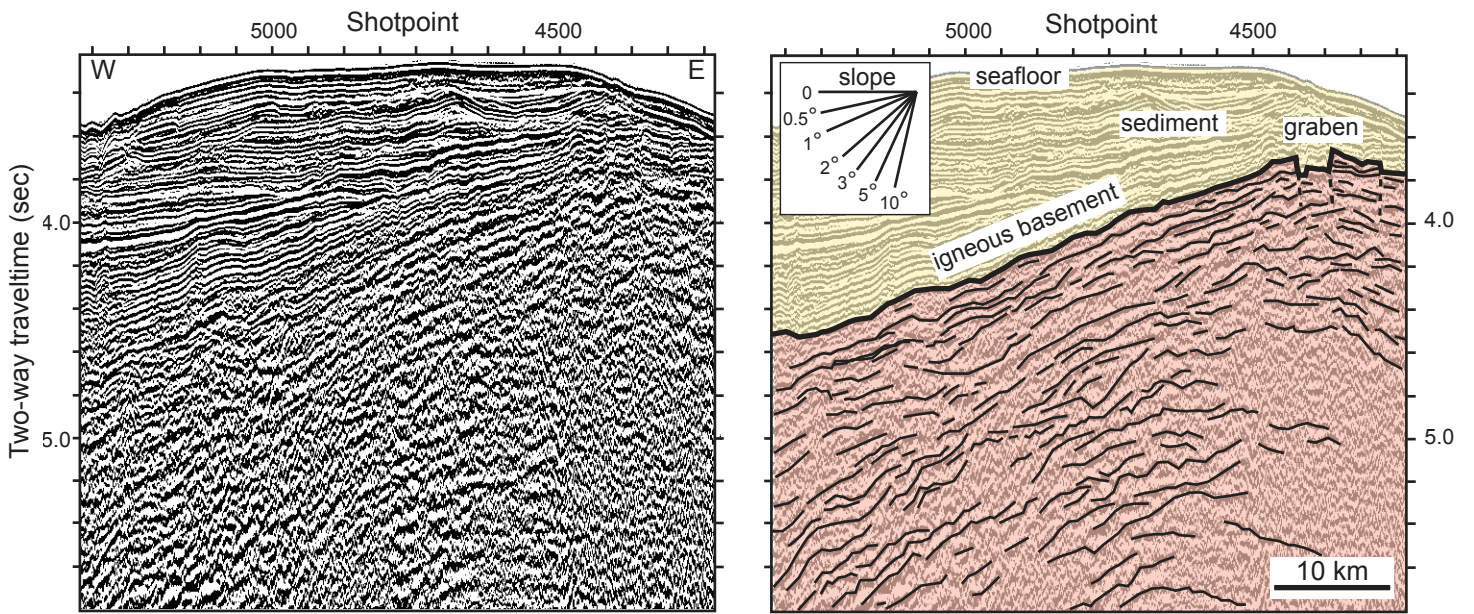 Shotpoint
5000 4500
W E
Two-way traveltime (sec)
4.0
5.0
Shotpoint
5000 4500
slope
0
0.5°
1°
2°
3°
5°
10°
seafloor
sediment
graben
igneous basement
4.0
5.0
10 km